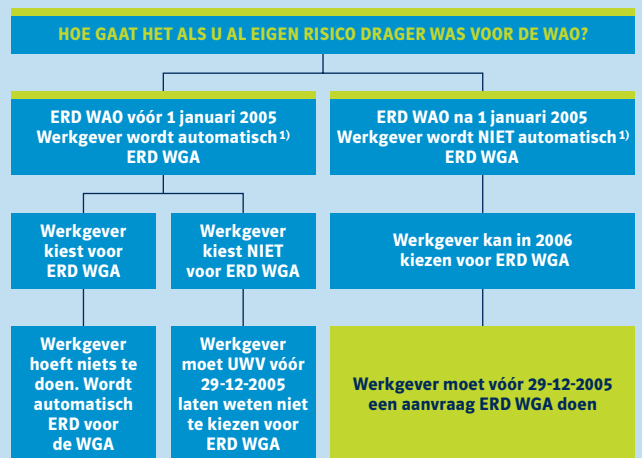 HOE GAAT HET ALS U AL EIGEN RISICO DRAGER WAS VOOR DE WAO?
ERD WAO vóór 1 januari 2005
Werkgever wordt automatisch 1)
ERD WGA
ERD WAO na 1 januari 2005
Werkgever wordt NIET automatisch 1)
ERD WGA
Werkgever
kiest voor
ERD WGA
Werkgever
kiest NIET
voor ERD WGA
Werkgever kan in 2006
kiezen voor ERD WGA
Werkgever
hoeft niets te
doen. Wordt
automatisch
ERD voor
de WGA
Werkgever
moet UWV vóór
29-12-2005
laten weten niet
te kiezen voor
ERD WGA
Werkgever moet vóór 29-12-2005
een aanvraag ERD WGA doen